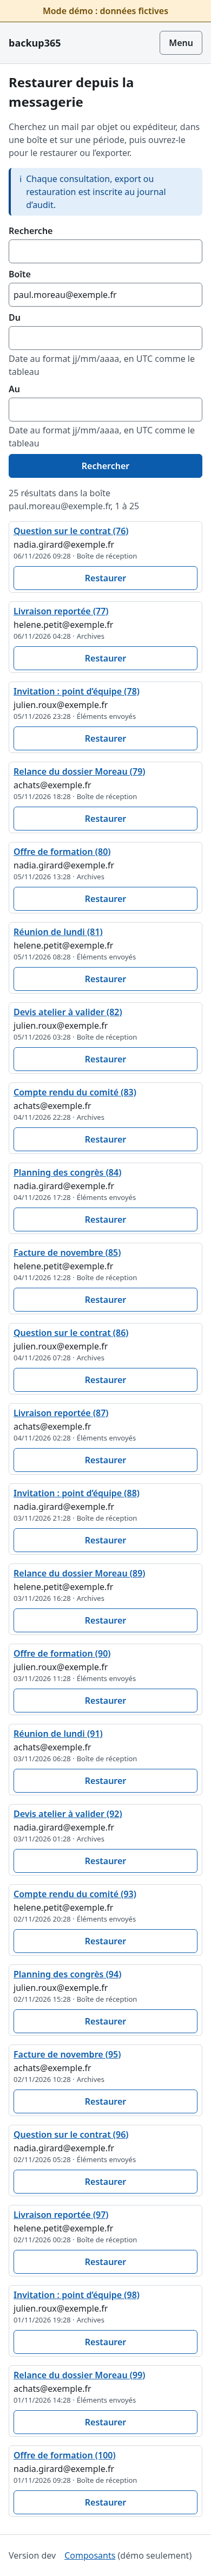 Mode démo : données fictives
backup365
Menu
Restaurer depuis la
messagerie
Cherchez un mail par objet ou expéditeur, dans
une boîte et sur une période, puis ouvrez-le
pour le restaurer ou l’exporter.
i Chaque consultation, export ou
restauration est inscrite au journal
d’audit.
Recherche
Boîte
paul.moreau@exemple.fr
Du
Date au format jj/mm/aaaa, en UTC comme le
tableau
Au
Date au format jj/mm/aaaa, en UTC comme le
tableau
Rechercher
25 résultats dans la boîte
paul.moreau@exemple.fr, 1 à 25
Question sur le contrat (76)
nadia.girard@exemple.fr
06/11/2026 09:28 · Boîte de réception
Restaurer
Livraison reportée (77)
helene.petit@exemple.fr
06/11/2026 04:28 · Archives
Restaurer
Invitation : point d’équipe (78)
julien.roux@exemple.fr
05/11/2026 23:28 · Éléments envoyés
Restaurer
Relance du dossier Moreau (79)
achats@exemple.fr
05/11/2026 18:28 · Boîte de réception
Restaurer
Offre de formation (80)
nadia.girard@exemple.fr
05/11/2026 13:28 · Archives
Restaurer
Réunion de lundi (81)
helene.petit@exemple.fr
05/11/2026 08:28 · Éléments envoyés
Restaurer
Devis atelier à valider (82)
julien.roux@exemple.fr
05/11/2026 03:28 · Boîte de réception
Restaurer
Compte rendu du comité (83)
achats@exemple.fr
04/11/2026 22:28 · Archives
Restaurer
Planning des congrès (84)
nadia.girard@exemple.fr
04/11/2026 17:28 · Éléments envoyés
Restaurer
Facture de novembre (85)
helene.petit@exemple.fr
04/11/2026 12:28 · Boîte de réception
Restaurer
Question sur le contrat (86)
julien.roux@exemple.fr
04/11/2026 07:28 · Archives
Restaurer
Livraison reportée (87)
achats@exemple.fr
04/11/2026 02:28 · Éléments envoyés
Restaurer
Invitation : point d’équipe (88)
nadia.girard@exemple.fr
03/11/2026 21:28 · Boîte de réception
Restaurer
Relance du dossier Moreau (89)
helene.petit@exemple.fr
03/11/2026 16:28 · Archives
Restaurer
Offre de formation (90)
julien.roux@exemple.fr
03/11/2026 11:28 · Éléments envoyés
Restaurer
Réunion de lundi (91)
achats@exemple.fr
03/11/2026 06:28 · Boîte de réception
Restaurer
Devis atelier à valider (92)
nadia.girard@exemple.fr
03/11/2026 01:28 · Archives
Restaurer
Compte rendu du comité (93)
helene.petit@exemple.fr
02/11/2026 20:28 · Éléments envoyés
Restaurer
Planning des congrès (94)
julien.roux@exemple.fr
02/11/2026 15:28 · Boîte de réception
Restaurer
Facture de novembre (95)
achats@exemple.fr
02/11/2026 10:28 · Archives
Restaurer
Question sur le contrat (96)
nadia.girard@exemple.fr
02/11/2026 05:28 · Éléments envoyés
Restaurer
Livraison reportée (97)
helene.petit@exemple.fr
02/11/2026 00:28 · Boîte de réception
Restaurer
Invitation : point d’équipe (98)
julien.roux@exemple.fr
01/11/2026 19:28 · Archives
Restaurer
Relance du dossier Moreau (99)
achats@exemple.fr
01/11/2026 14:28 · Éléments envoyés
Restaurer
Offre de formation (100)
nadia.girard@exemple.fr
01/11/2026 09:28 · Boîte de réception
Restaurer
Version dev Composants (démo seulement)